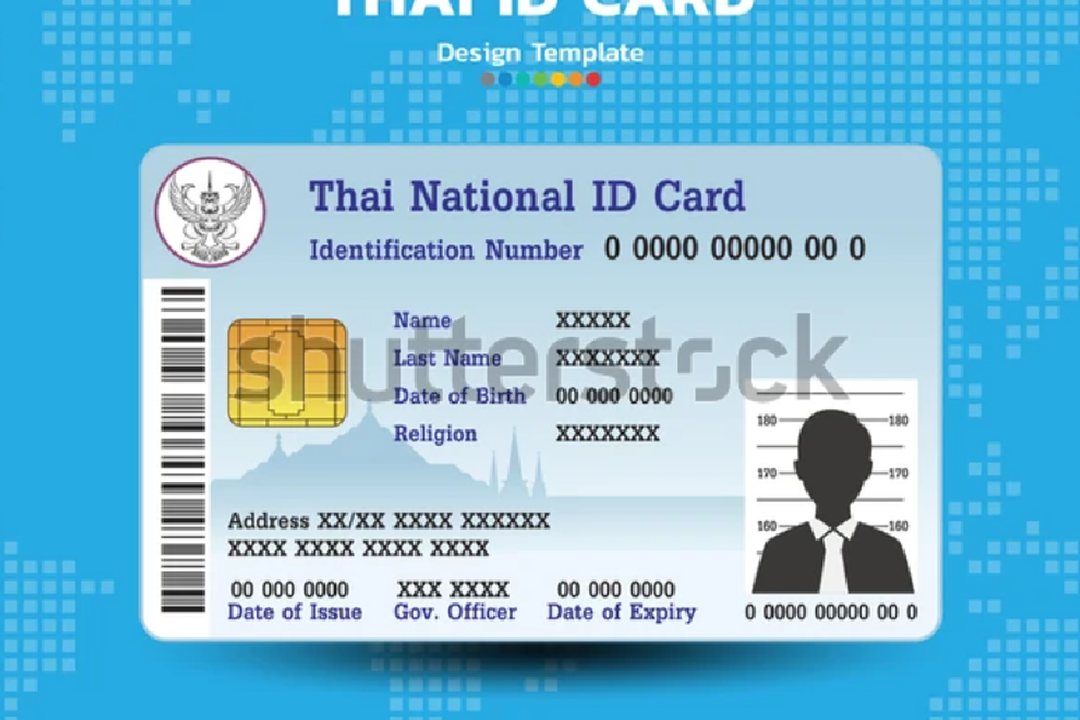 THAI ID CARD
Design Template
Thai National ID Card
Identification Number 0 0000 00000 00 0
Name XXXXX
Last Name XXXXXXX
Date of Birth 00 000 0000
Religion XXXXXXX
shutterstock
180 180
170 170
160 160
Address XX/XX XXXX XXXXXX
XXXX XXXX XXXX XXXX
00 000 0000 XXX XXXX 00 000 0000
Date of Issue Gov. Officer Date of Expiry
0 0000 00000 00 0